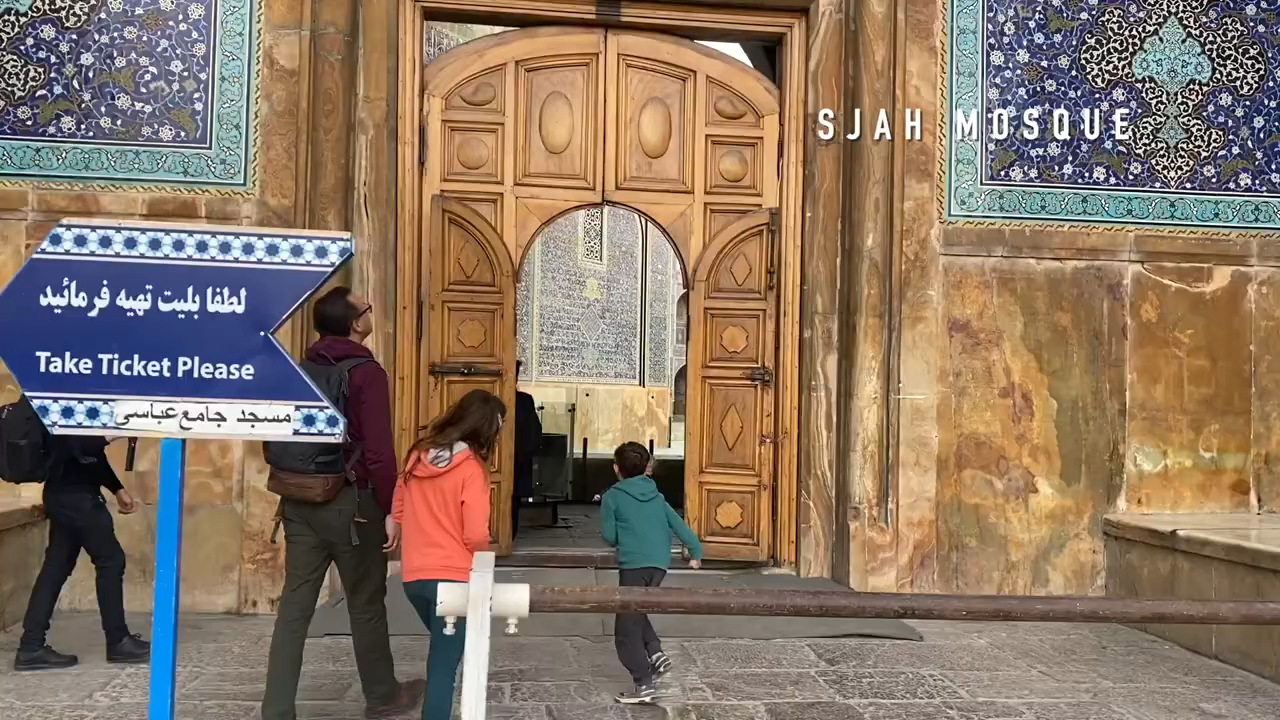 SJAH MOSQUE
لطفا بلیت تهیه فرمائید
Take Ticket Please
مسجد جامع عباسی